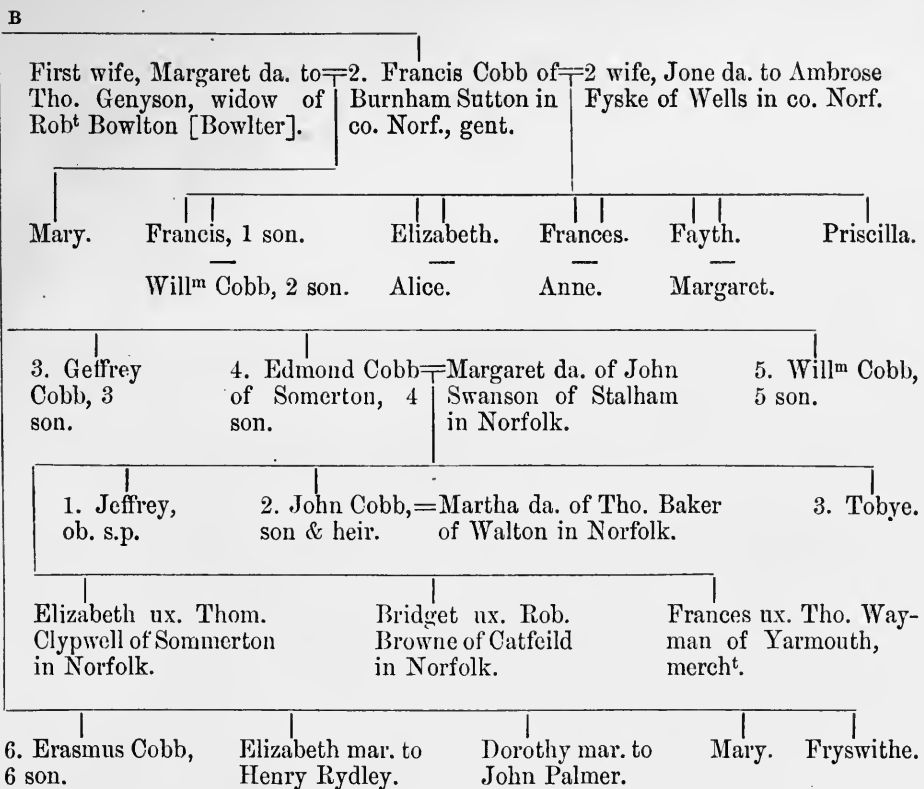 B
First wife, Margaret da. to=2. Francis Cobb of=2 wife, Jone da. to Ambrose
Tho. Genyson, widow of Burnham Sutton in Fyske of Wells in co. Norf.
Robᵗ Bowlton [Bowlter]. co. Norf., gent.
Mary. Francis, 1 son. Elizabeth. Frances. Fayth. Priscilla.
Willᵐ Cobb, 2 son. Alice. Anne. Margaret.
3. Geffrey 4. Edmond Cobb=Margaret da. of John 5. Willᵐ Cobb,
Cobb, 3 of Somerton, 4 Swanson of Stalham 5 son.
son. son. in Norfolk.
1. Jeffrey, 2. John Cobb,=Martha da. of Tho. Baker 3. Tobye.
ob. s.p. son & heir. of Walton in Norfolk.
Elizabeth ux. Thom. Bridget ux. Rob. Frances ux. Tho. Way-
Clypwell of Sommerton Browne of Catfeild man of Yarmouth,
in Norfolk. in Norfolk. merchᵗ.
6. Erasmus Cobb, Elizabeth mar. to Dorothy mar. to Mary. Fryswithe.
6 son. Henry Rydley. John Palmer.